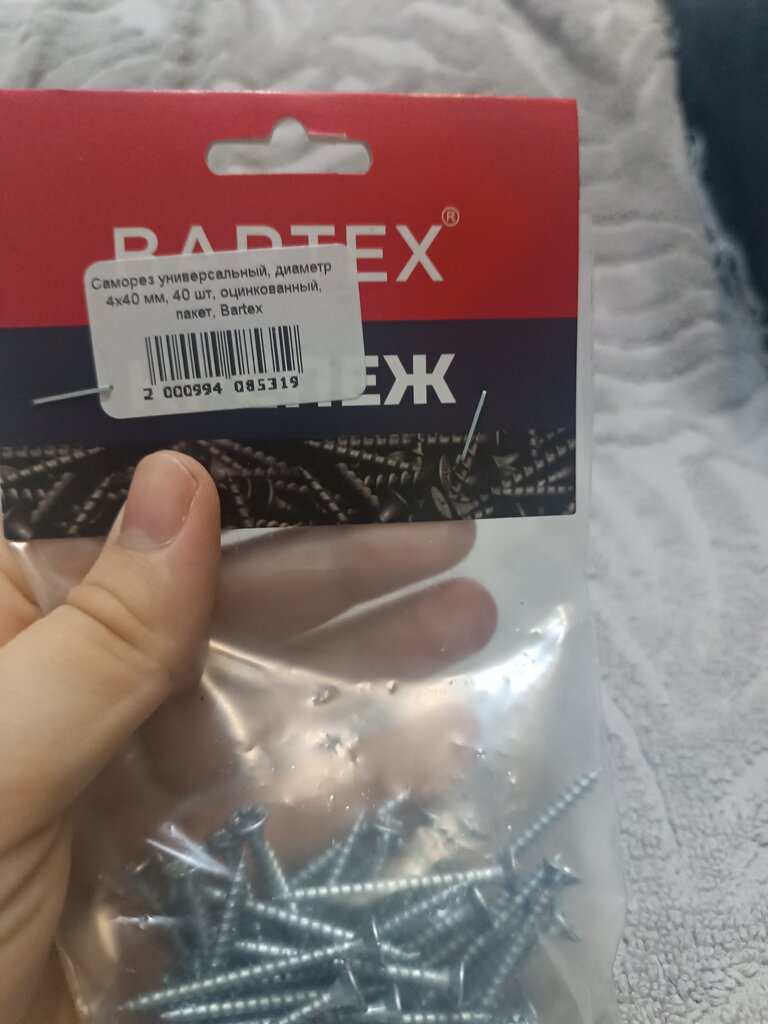 BARTEX®
Саморез универсальный, диаметр
4х40 мм, 40 шт, оцинкованный,
пакет, Bartex
2 000994 085319